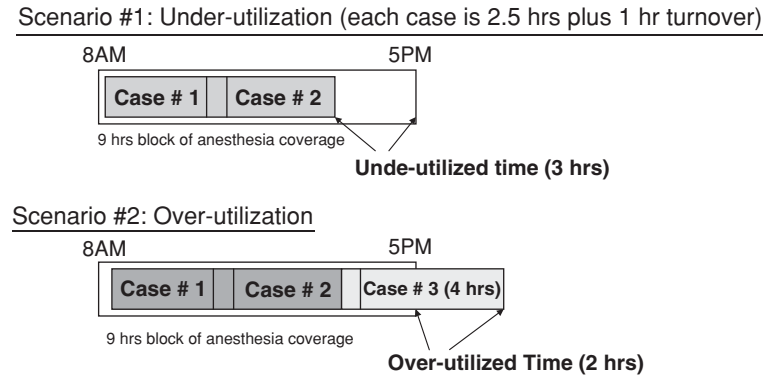 Scenario #1: Under-utilization (each case is 2.5 hrs plus 1 hr turnover)
8AM 5PM
Case # 1 Case # 2
9 hrs block of anesthesia coverage
Unde-utilized time (3 hrs)
Scenario #2: Over-utilization
8AM 5PM
Case # 1 Case # 2 Case # 3 (4 hrs)
9 hrs block of anesthesia coverage
Over-utilized Time (2 hrs)